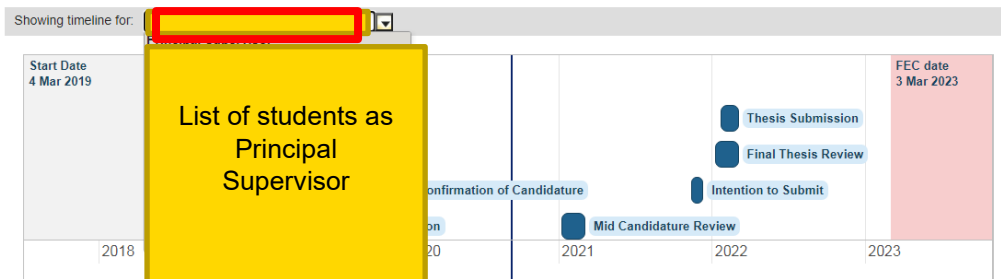 Showing timeline for:
Start Date
4 Mar 2019
FEC date
3 Mar 2023
List of students as
Principal
Supervisor
Thesis Submission
Final Thesis Review
onfirmation of Candidature
Intention to Submit
on
Mid Candidature Review
2018
20
2021
2022
2023